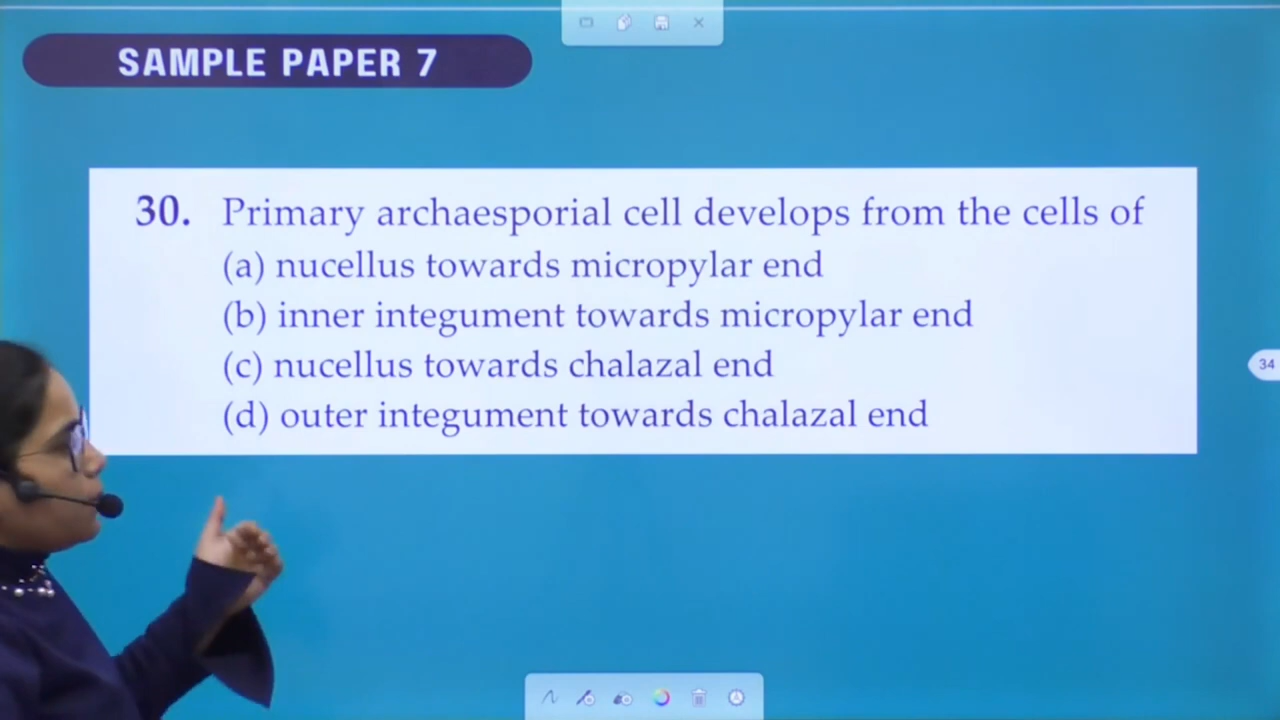 SAMPLE PAPER 7
30. Primary archaesporial cell develops from the cells of
(a) nucellus towards micropylar end
(b) inner integument towards micropylar end
(c) nucellus towards chalazal end
(d) outer integument towards chalazal end
34